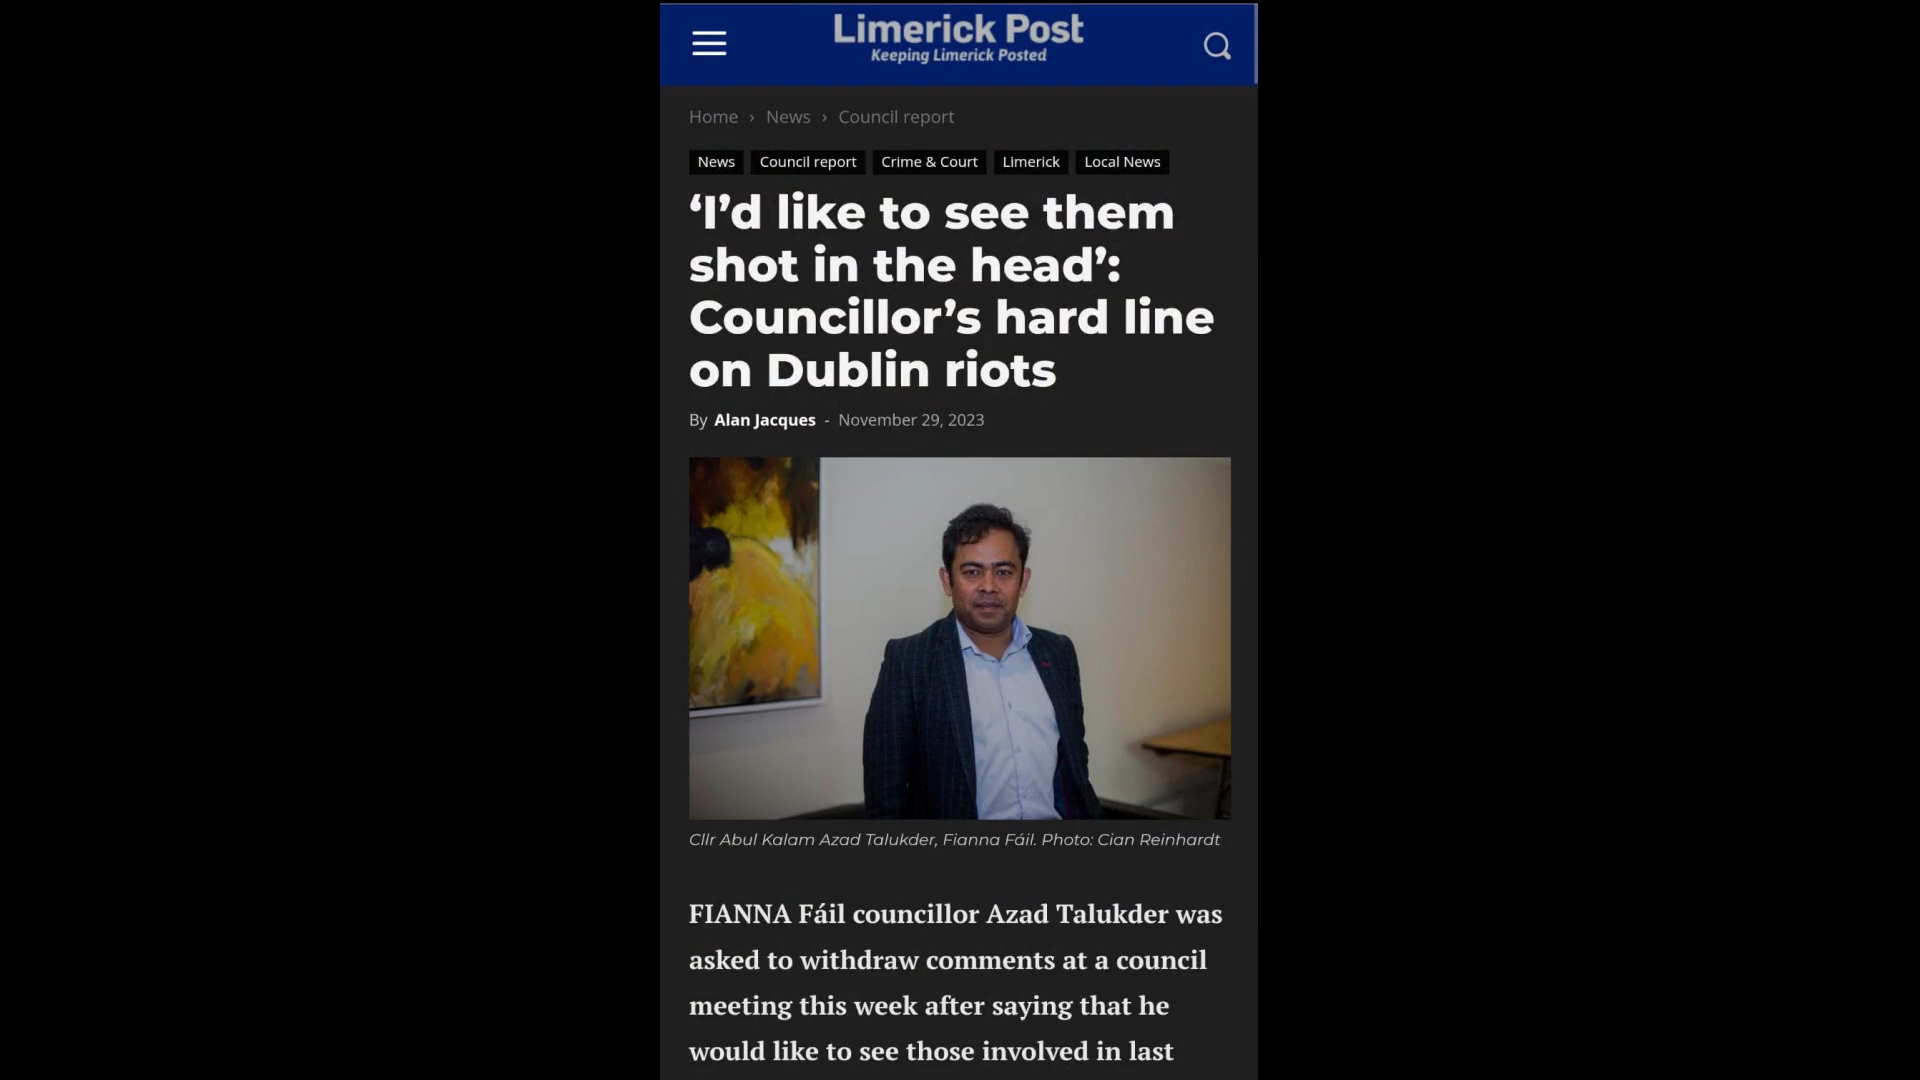 Limerick Post
Keeping Limerick Posted
Home › News › Council report
News Council report Crime & Court Limerick Local News
‘I’d like to see them
shot in the head’:
Councillor’s hard line
on Dublin riots
By Alan Jacques - November 29, 2023
Cllr Abul Kalam Azad Talukder, Fianna Fáil. Photo: Cian Reinhardt
FIANNA Fáil councillor Azad Talukder was
asked to withdraw comments at a council
meeting this week after saying that he
would like to see those involved in last